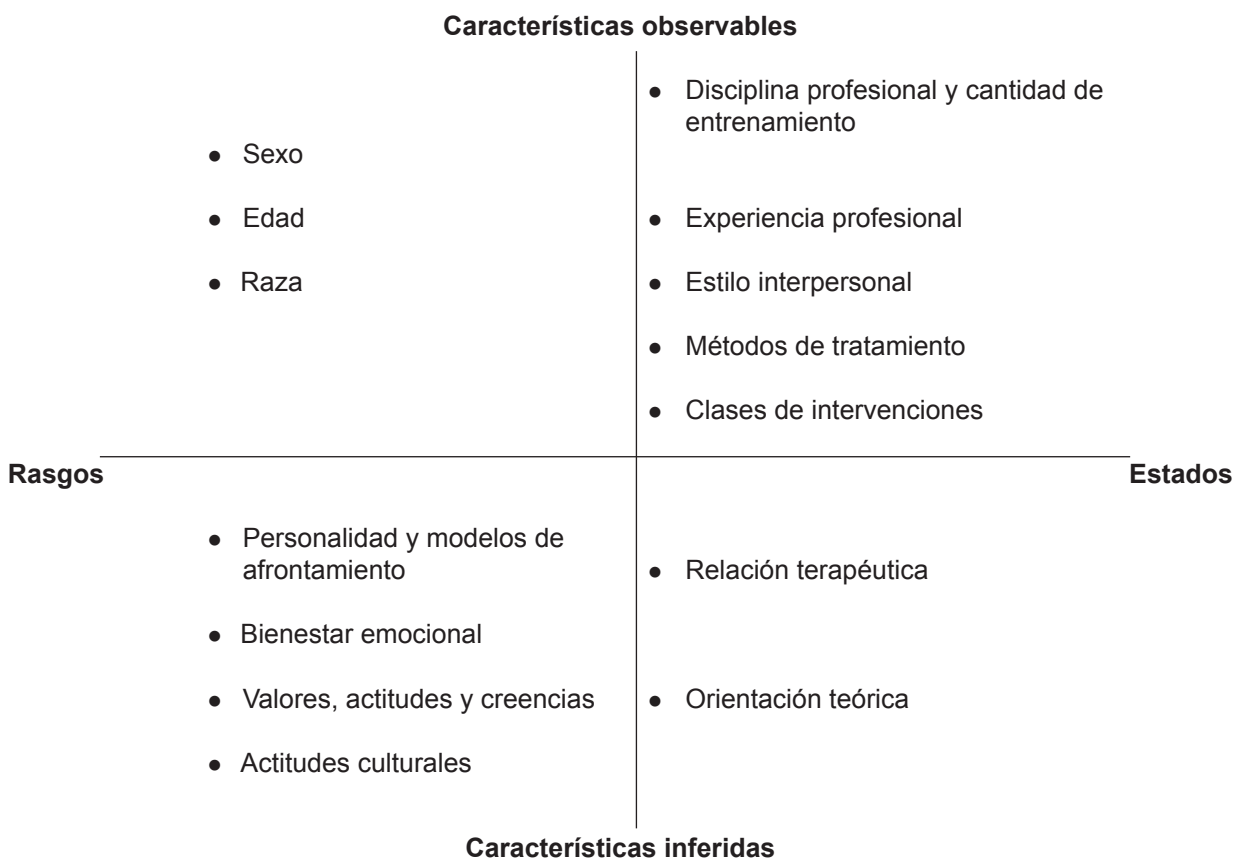 Características observables
● Disciplina profesional y cantidad de
entrenamiento
● Sexo
● Edad
● Experiencia profesional
● Raza
● Estilo interpersonal
● Métodos de tratamiento
● Clases de intervenciones
Rasgos
Estados
● Personalidad y modelos de
afrontamiento
● Relación terapéutica
● Bienestar emocional
● Valores, actitudes y creencias
● Orientación teórica
● Actitudes culturales
Características inferidas